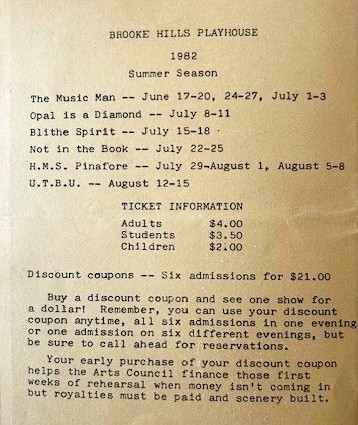 BROOKE HILLS PLAYHOUSE
1982
Summer Season
The Music Man -- June 17-20, 24-27, July 1-3
Opal is a Diamond -- July 8-11
Blithe Spirit -- July 15-18
Not in the Book -- July 22-25
H.M.S. Pinafore -- July 29-August 1, August 5-8
U.T.B.U. -- August 12-15
TICKET INFORMATION
Adults $4.00
Students $3.50
Children $2.00
Discount coupons -- Six admissions for $21.00
Buy a discount coupon and see one show for
a dollar! Remember, you can use your discount
coupon anytime, all six admissions in one evening
or one admission on six different evenings, but
be sure to call ahead for reservations.
Your early purchase of your discount coupon
helps the Arts Council finance those first
weeks of rehearsal when money isn't coming in
but royalties must be paid and scenery built.